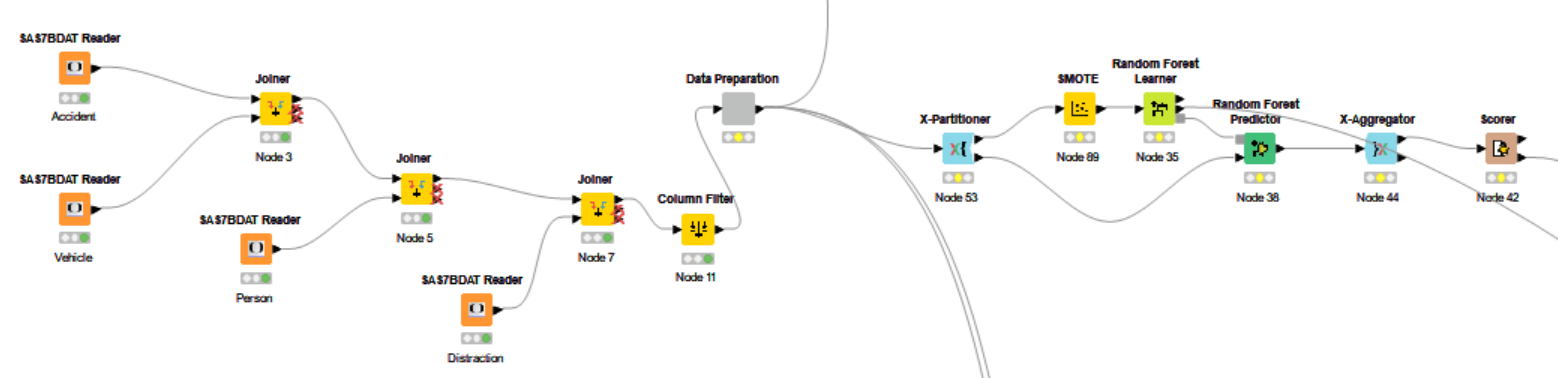 $A$7BDAT Reader
Accident
Joiner
Node 3
$A$7BDAT Reader
Vehicle
$A$7BDAT Reader
Person
Joiner
Node 5
$A$7BDAT Reader
Distraction
Joiner
Node 7
Column Filter
Node 11
Data Preparation
X-Partitioner
Node 53
$MOTE
Node 89
Random Forest
Learner
Node 35
Random Forest
Predictor
Node 38
X-Aggregator
Node 44
$corer
Node 42